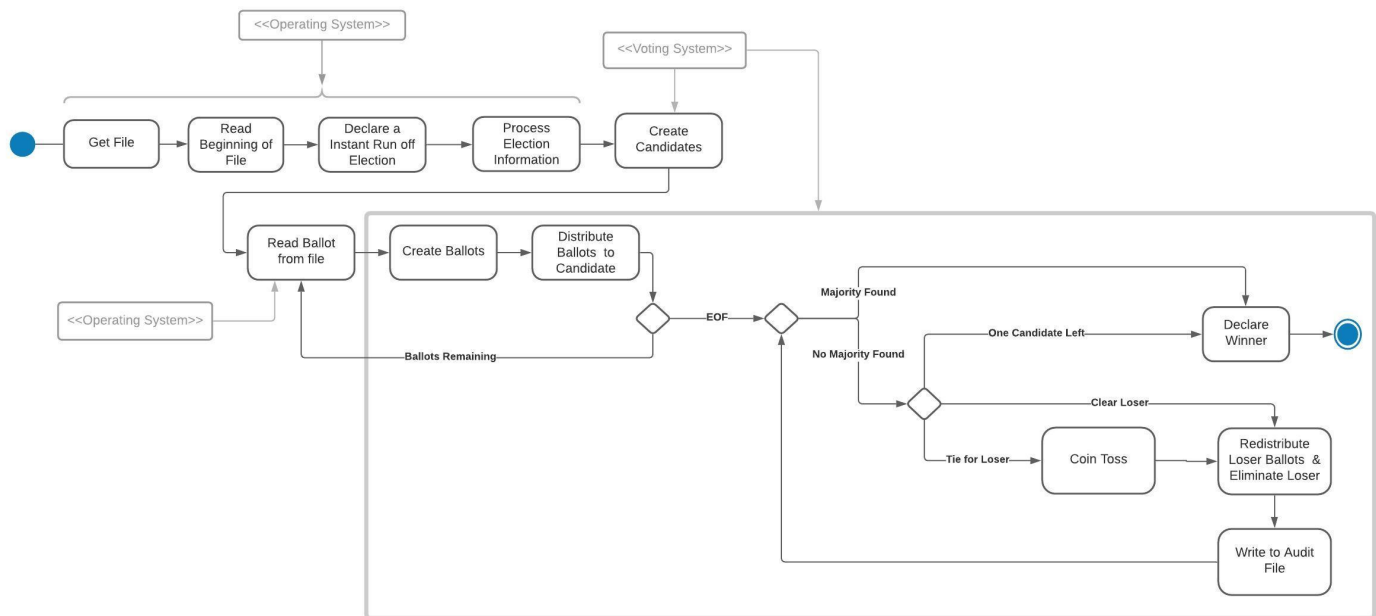 <<Operating System>>
<<Voting System>>
Get File
Read
Beginning of
File
Declare a
Instant Run off
Election
Process
Election
Information
Create
Candidates
Read Ballot
from file
Create Ballots
Distribute
Ballots to
Candidate
<<Operating System>>
EOF
Ballots Remaining
Majority Found
No Majority Found
One Candidate Left
Declare
Winner
Clear Loser
Tie for Loser
Coin Toss
Redistribute
Loser Ballots &
Eliminate Loser
Write to Audit
File